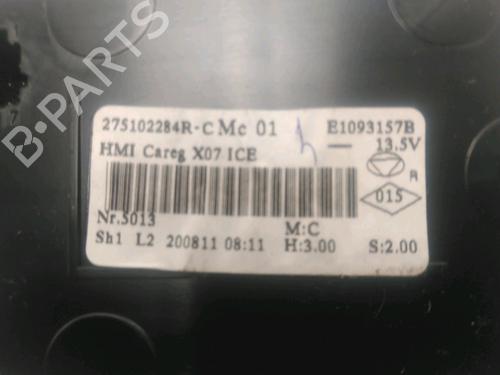 B-PARTS
275102284R-C Mc 01
E1093157B
HMI Careg X07 ICE
— 13.5V
R
015
Nr.5013
M:C
Sh1 L2 200811 08:11 H:3.00 S:2.00